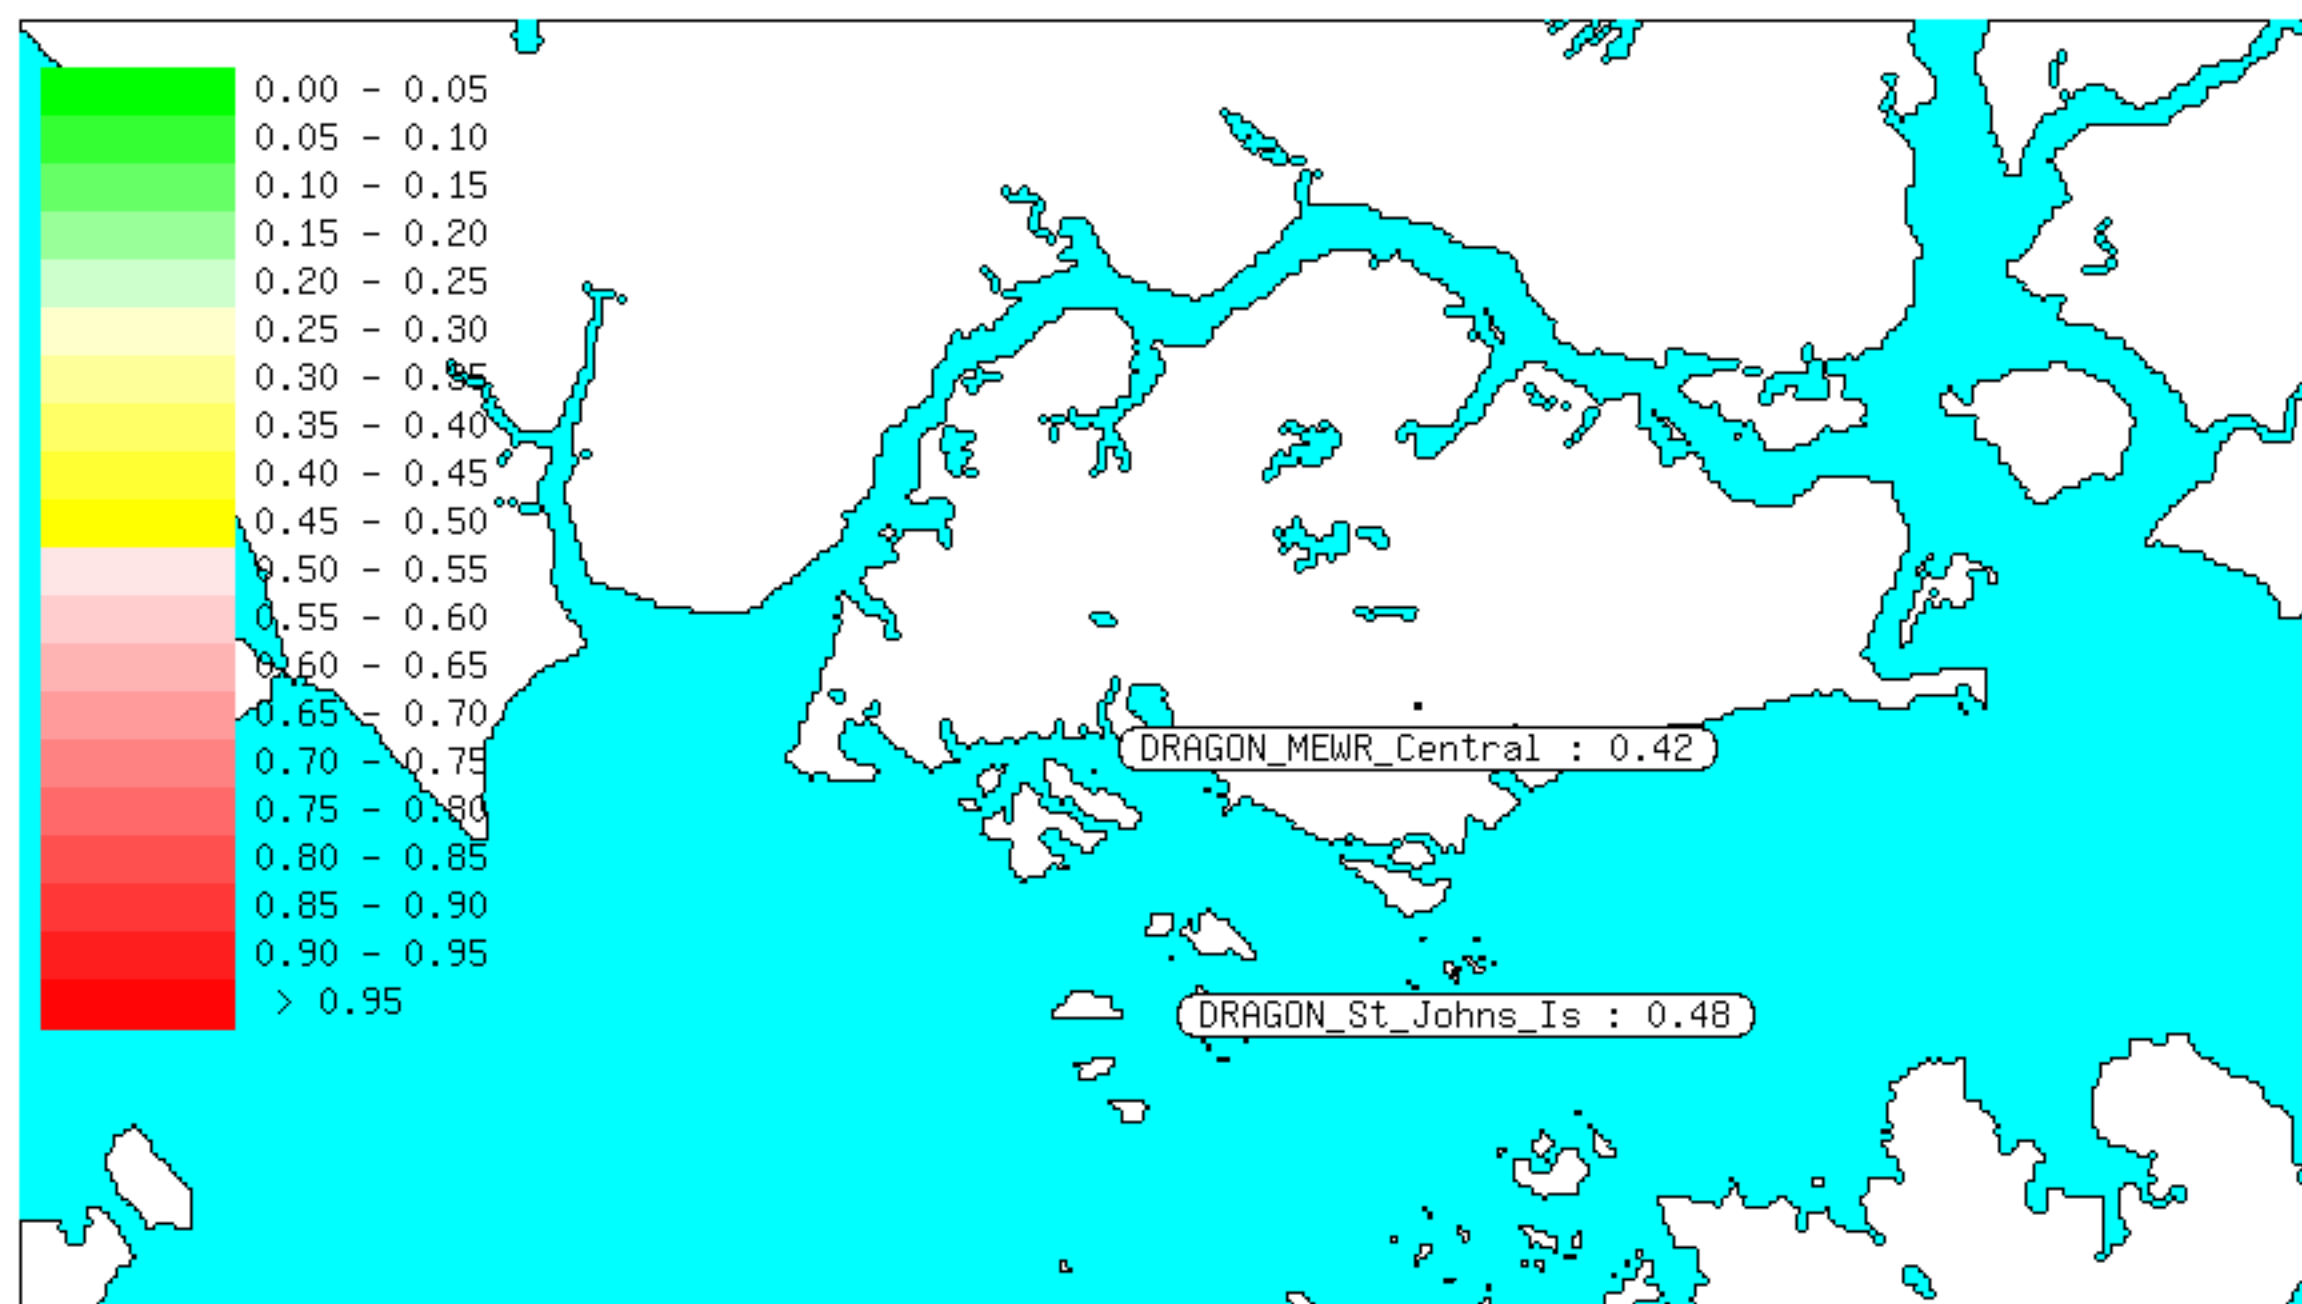 0.00 - 0.05
0.05 - 0.10
0.10 - 0.15
0.15 - 0.20
0.20 - 0.25
0.25 - 0.30
0.30 - 0.35
0.35 - 0.40
0.40 - 0.45
0.45 - 0.50
0.50 - 0.55
0.55 - 0.60
0.60 - 0.65
0.65 - 0.70
0.70 - 0.75
0.75 - 0.80
0.80 - 0.85
0.85 - 0.90
0.90 - 0.95
> 0.95
DRAGON_MEWR_Central : 0.42
DRAGON_St_Johns_Is : 0.48